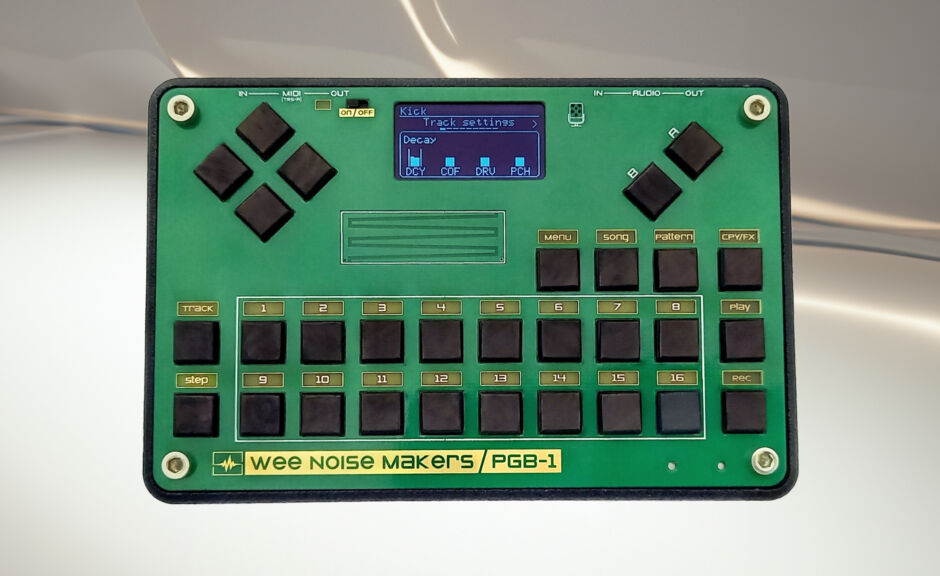 IN MIDI OUT
(TRS-A)
ON/OFF
Kick
Track settings >
Decay
DCY COF DRV PCH
IN AUDIO OUT
A
B
Menu song pattern CPY/FX
Track 1 2 3 4 5 6 7 8 Play
step 9 10 11 12 13 14 15 16 Rec
wee Noise Makers/PGB-1